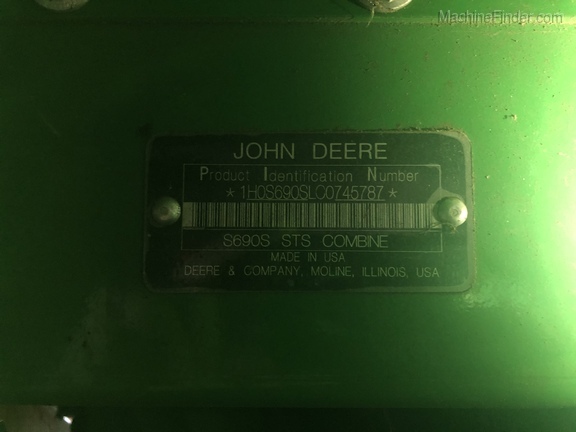 MachineFinder.com
JOHN DEERE
Product Identification Number
*1H0S690SLC0745787*
S690S STS COMBINE
MADE IN USA
DEERE & COMPANY, MOLINE, ILLINOIS, USA